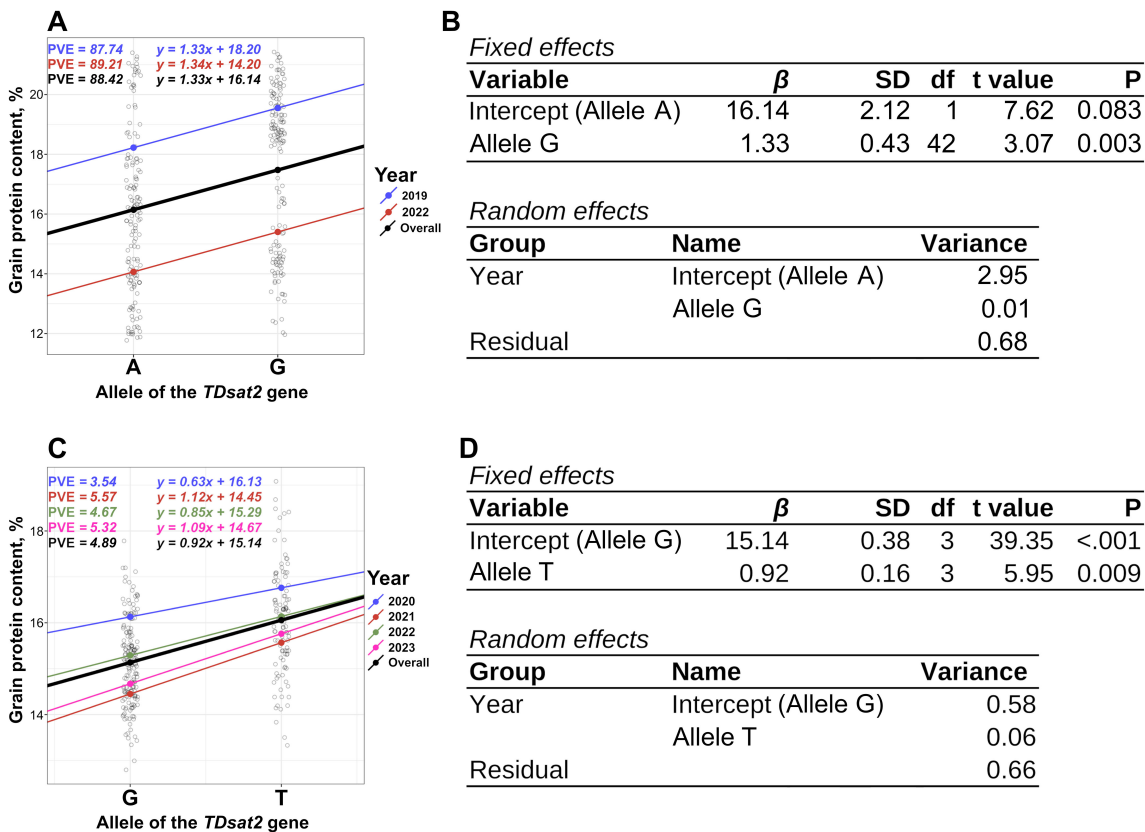 A
PVE = 87.74 y = 1.33x + 18.20
PVE = 89.21 y = 1.34x + 14.20
PVE = 88.42 y = 1.33x + 16.14
Grain protein content, %
20
18
16
14
12
A G
Allele of the TDsat2 gene
Year
2019
2022
Overall
B
Fixed effects
Variable β SD df t value P
Intercept (Allele A) 16.14 2.12 1 7.62 0.083
Allele G 1.33 0.43 42 3.07 0.003
Random effects
Group Name Variance
Year Intercept (Allele A) 2.95
Allele G 0.01
Residual 0.68
C
PVE = 3.54 y = 0.63x + 16.13
PVE = 5.57 y = 1.12x + 14.45
PVE = 4.67 y = 0.85x + 15.29
PVE = 5.32 y = 1.09x + 14.67
PVE = 4.89 y = 0.92x + 15.14
Grain protein content, %
18
16
14
G T
Allele of the TDsat2 gene
Year
2020
2021
2022
2023
Overall
D
Fixed effects
Variable β SD df t value P
Intercept (Allele G) 15.14 0.38 3 39.35 <.001
Allele T 0.92 0.16 3 5.95 0.009
Random effects
Group Name Variance
Year Intercept (Allele G) 0.58
Allele T 0.06
Residual 0.66